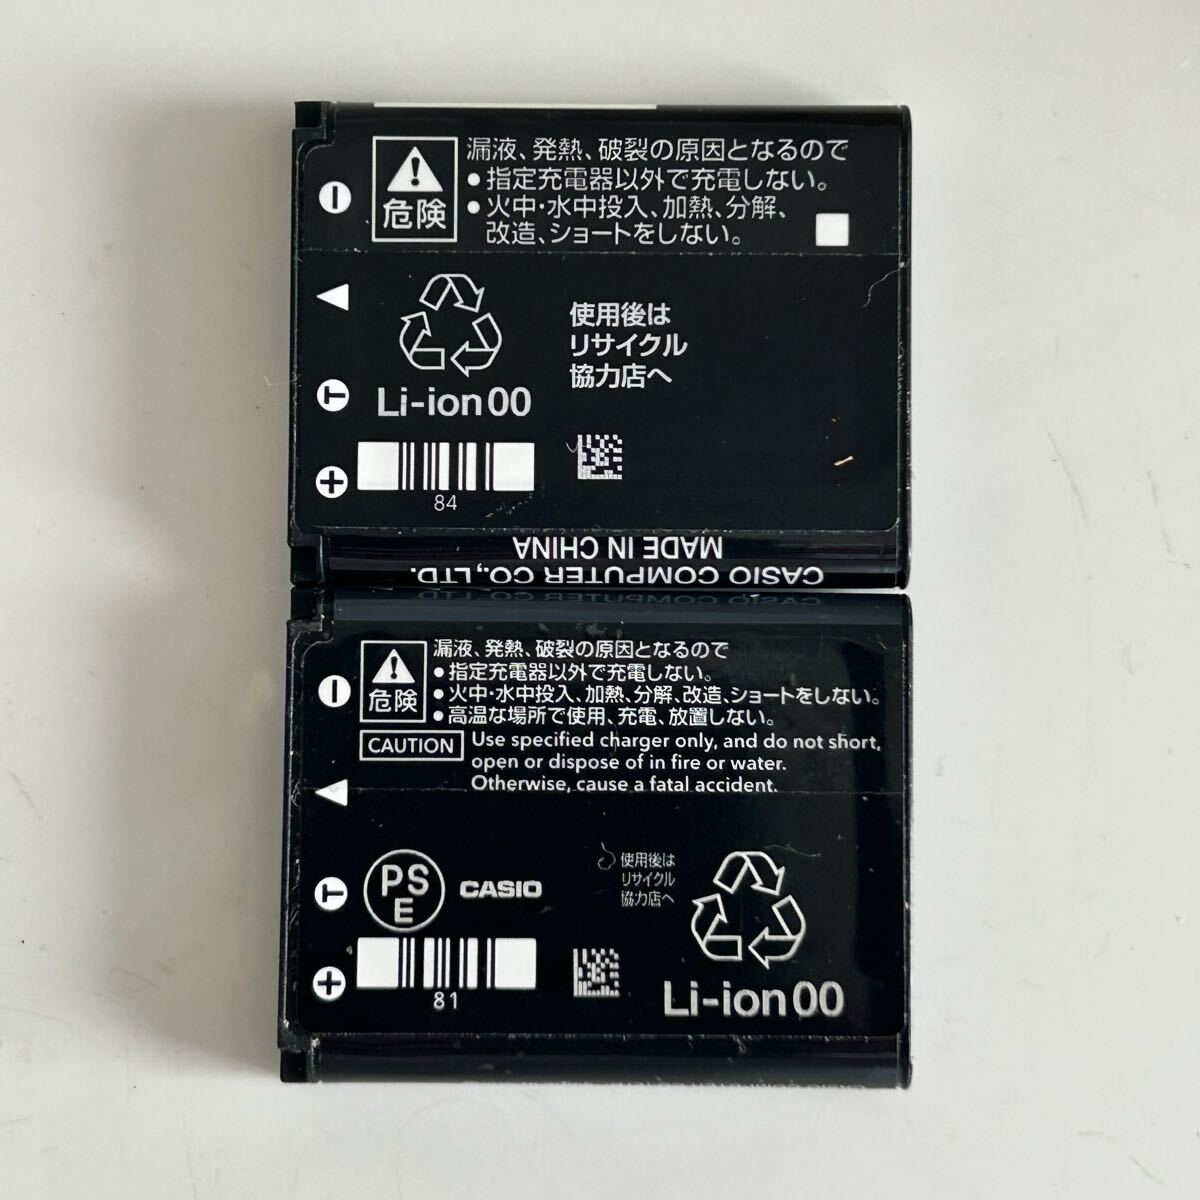 漏液、発熱、破裂の原因となるので
危険
●指定充電器以外で充電しない。
●火中・水中投入、加熱、分解、
改造、ショートをしない。
使用後は
リサイクル
協力店へ
Li-ion 00
T
84
MADE IN CHINA
CASIO COMPUTER CO.,LTD.
CASIO COMPUTER CO.,LTD.
漏液、発熱、破裂の原因となるので
危険
●指定充電器以外で充電しない。
●火中・水中投入、加熱、分解、改造、ショートをしない。
●高温な場所で使用、充電、放置しない。
CAUTION
Use specified charger only, and do not short,
open or dispose of in fire or water.
Otherwise, cause a fatal accident.
T
PS
E
CASIO
使用後は
リサイクル
協力店へ
81
Li-ion 00